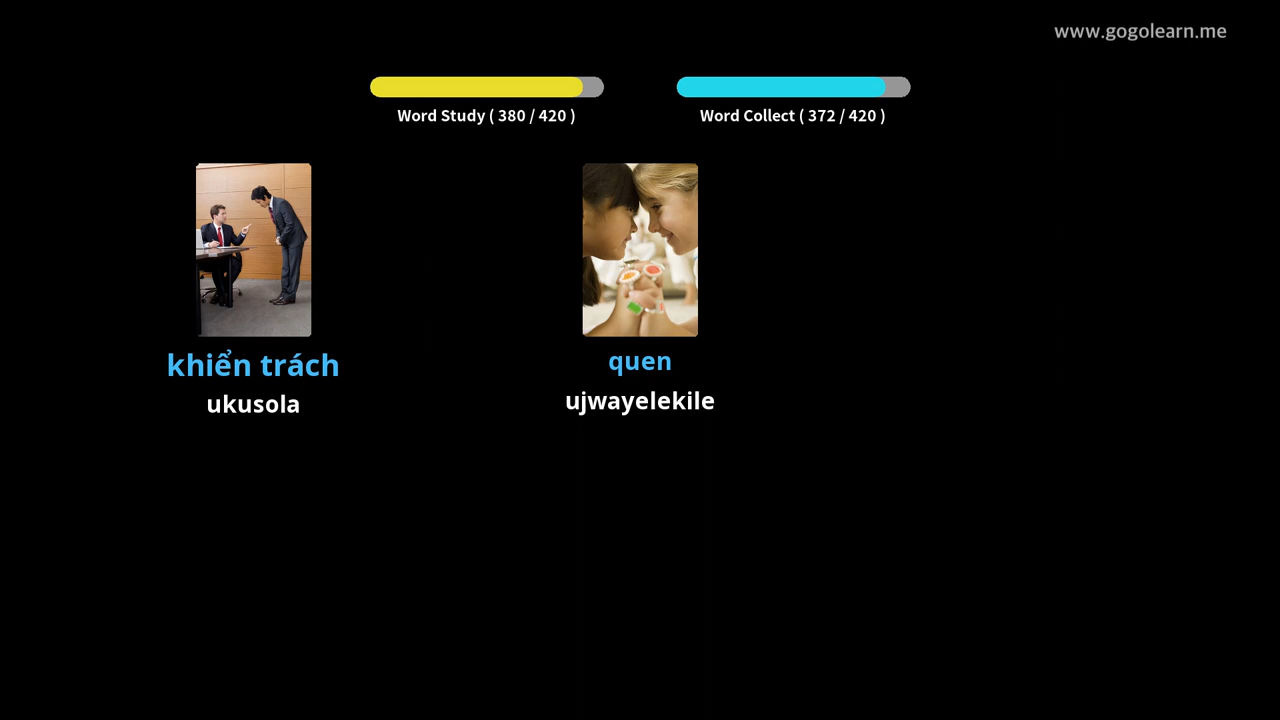 www.gogolearn.me
Word Study ( 380 / 420 )
Word Collect ( 372 / 420 )
khiển trách
ukusola
quen
ujwayelekile